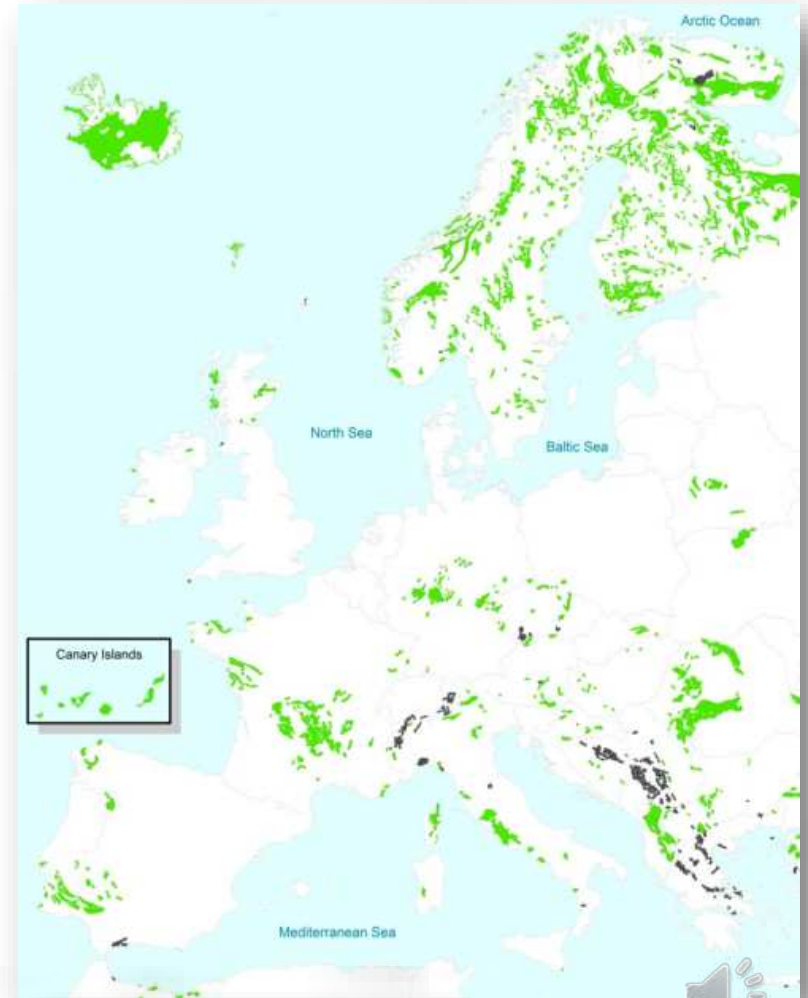 Arctic Ocean
North Sea
Baltic Sea
Canary Islands
Mediterranean Sea